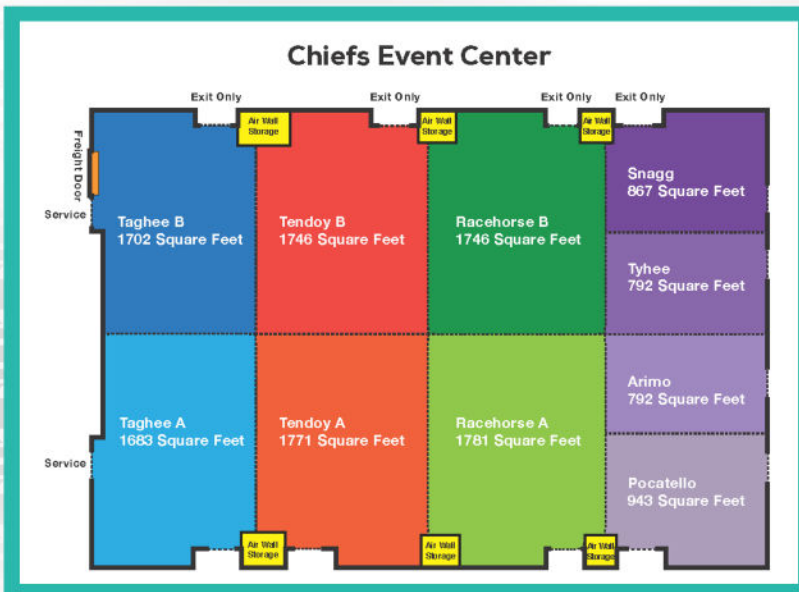 Chiefs Event Center
Exit Only
Exit Only
Exit Only
Exit Only
Air Wall
Storage
Air Wall
Storage
Air Wall
Storage
Freight Door
Service
Taghee B
1702 Square Feet
Tendoy B
1746 Square Feet
Racehorse B
1746 Square Feet
Snagg
867 Square Feet
Tyhee
792 Square Feet
Taghee A
1683 Square Feet
Tendoy A
1771 Square Feet
Racehorse A
1781 Square Feet
Arimo
792 Square Feet
Service
Pocatello
943 Square Feet
Air Wall
Storage
Air Wall
Storage
Air Wall
Storage